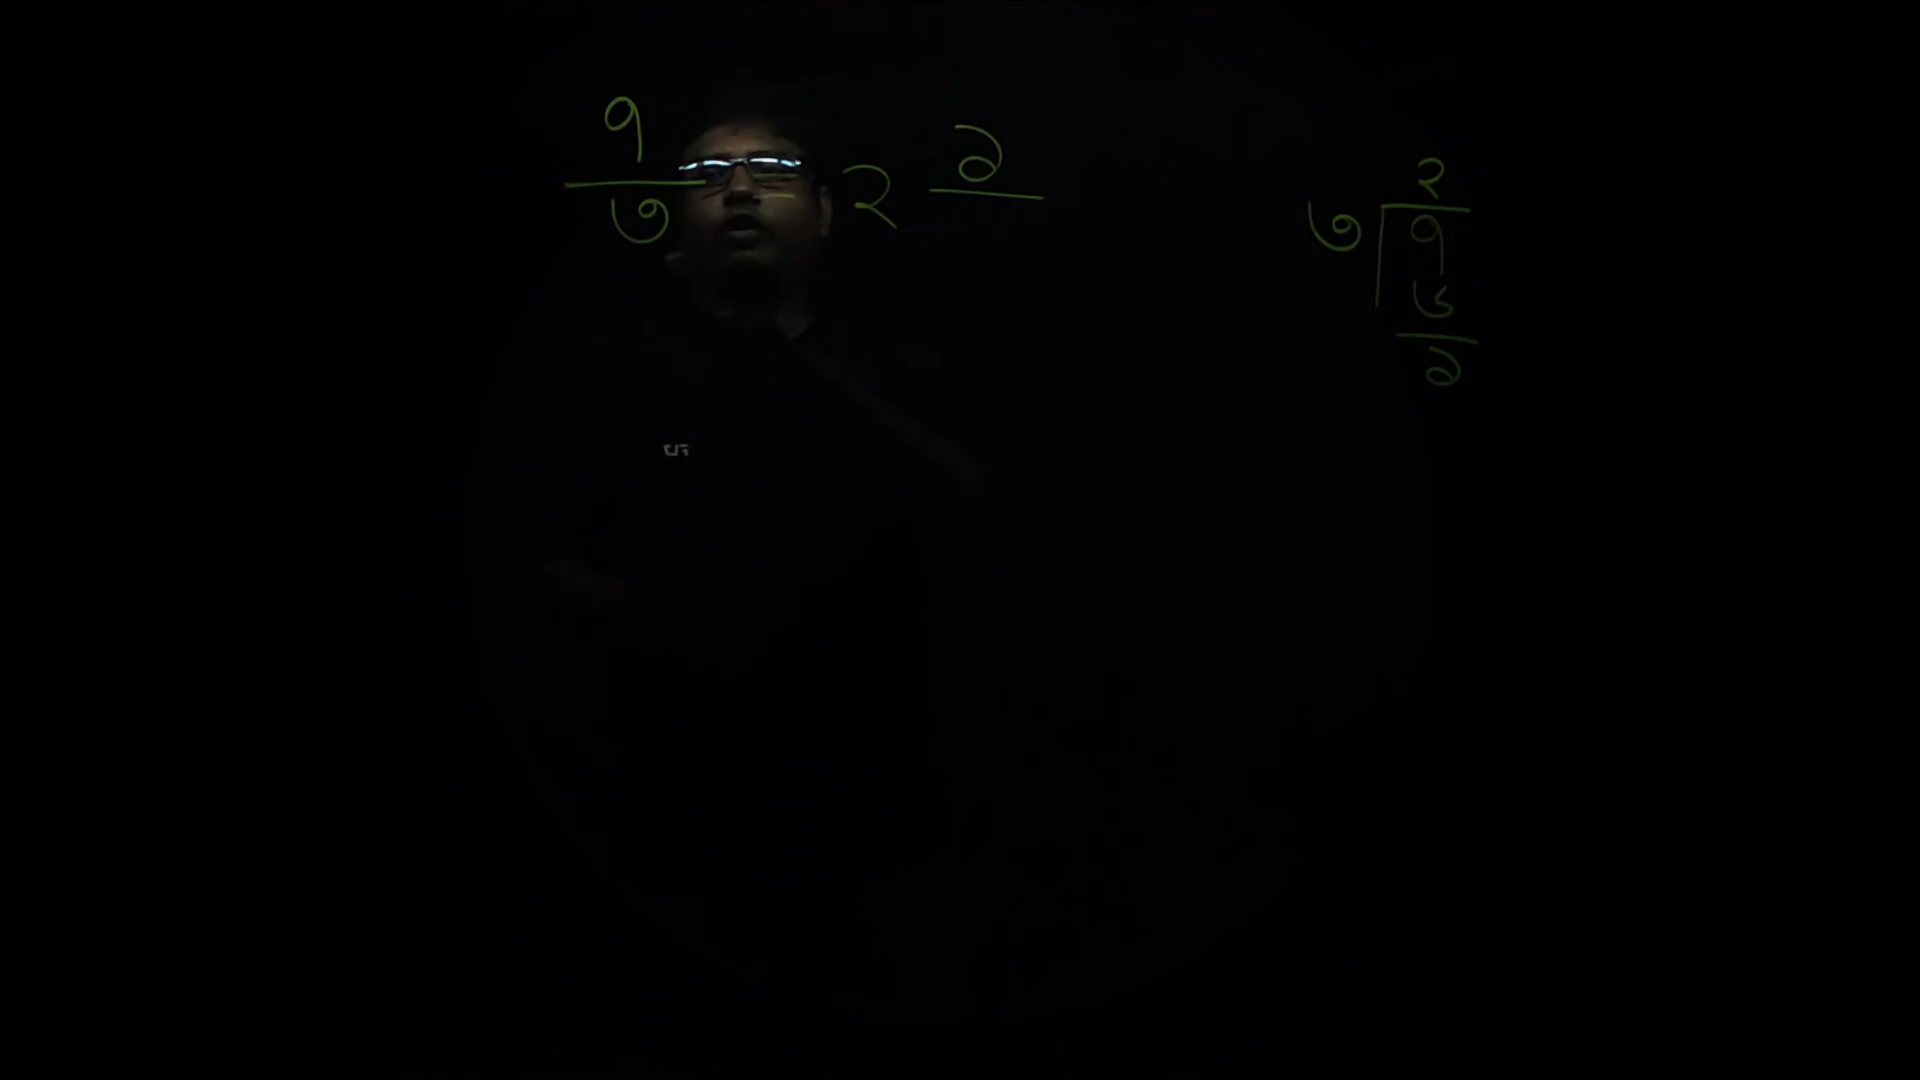 ৭/৩ = ২ ১/
৩ | ৭ | ২
৬
১